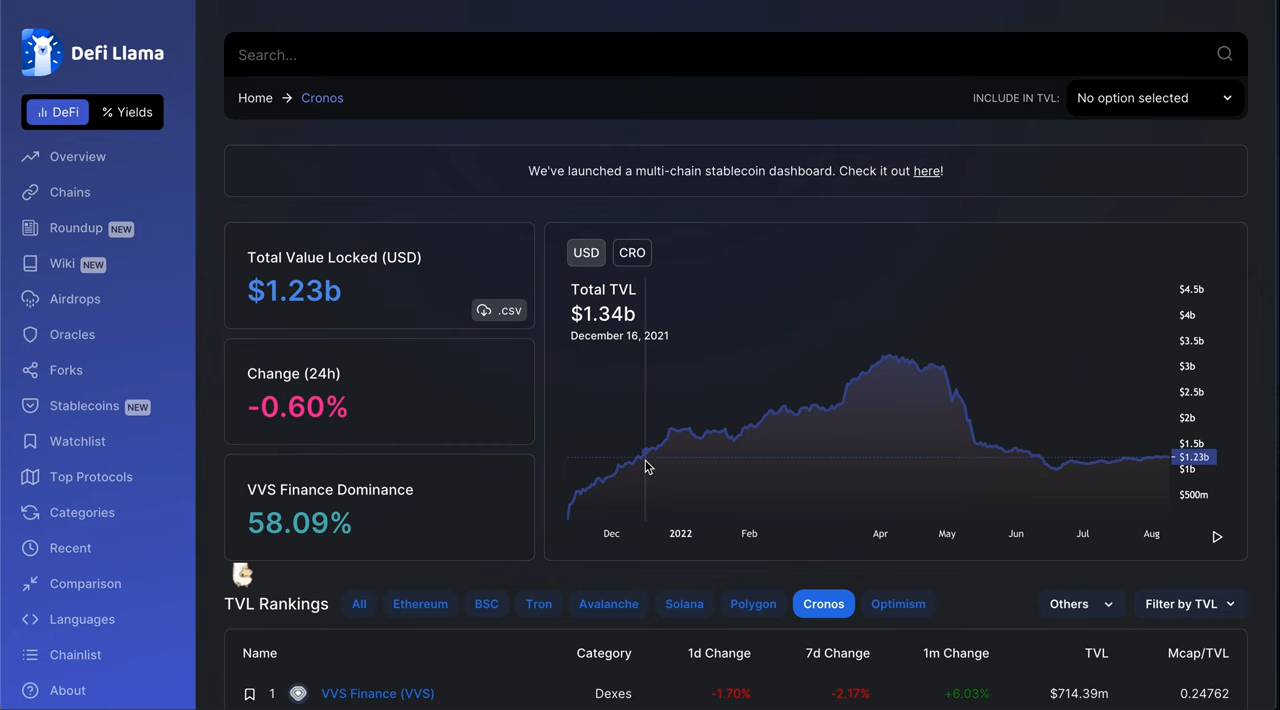 Defi Llama
DeFi
Yields
Overview
Chains
Roundup NEW
Wiki NEW
Airdrops
Oracles
Forks
Stablecoins NEW
Watchlist
Top Protocols
Categories
Recent
Comparison
Languages
Chainlist
About
Search...
Home → Cronos
INCLUDE IN TVL: No option selected
We've launched a multi-chain stablecoin dashboard. Check it out here!
Total Value Locked (USD)
$1.23b
.csv
Change (24h)
-0.60%
VVS Finance Dominance
58.09%
USD CRO
Total TVL
$1.34b
December 16, 2021
$4.5b
$4b
$3.5b
$3b
$2.5b
$2b
$1.5b
$1.23b
$1b
$500m
Dec 2022 Feb Apr May Jun Jul Aug
TVL Rankings All Ethereum BSC Tron Avalanche Solana Polygon Cronos Optimism Others Filter by TVL
Name Category 1d Change 7d Change 1m Change TVL Mcap/TVL
1 VVS Finance (VVS) Dexes -1.70% -2.17% +6.03% $714.39m 0.24762